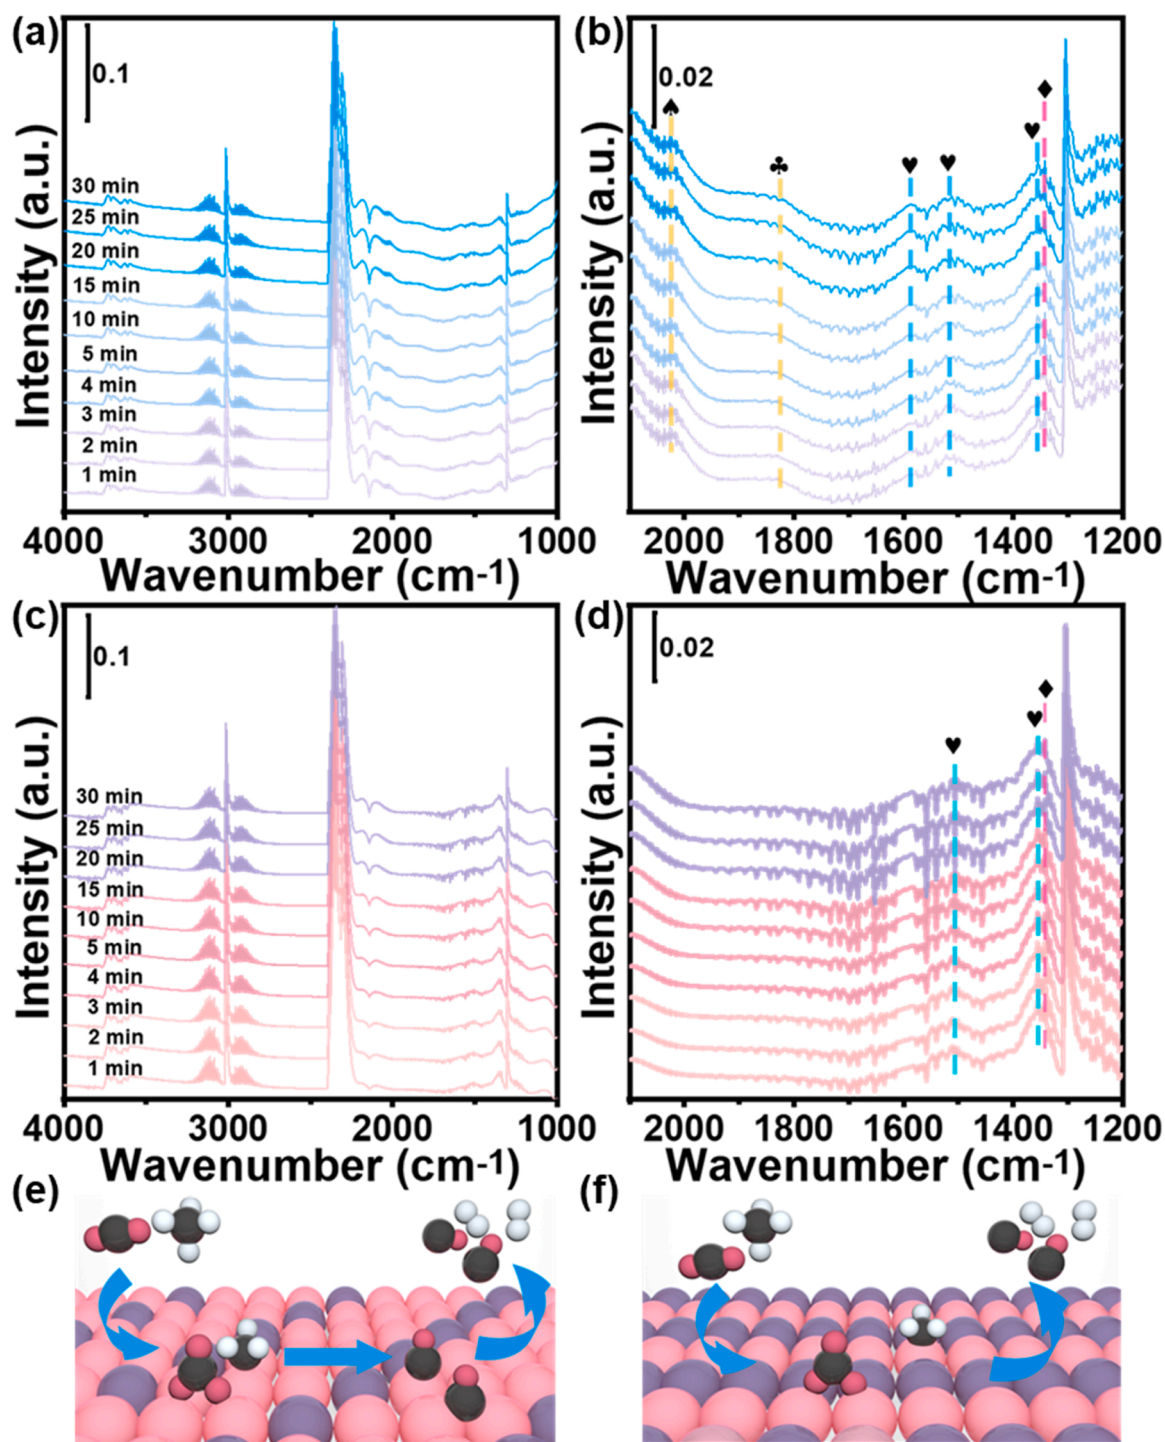 (a)
0.1
30 min
25 min
20 min
15 min
10 min
5 min
4 min
3 min
2 min
1 min
Intensity (a.u.)
4000 3000 2000 1000
Wavenumber (cm-1)
(b)
0.02
♠
♣
♥
♥
♥
♦
Intensity (a.u.)
2000 1800 1600 1400 1200
Wavenumber (cm-1)
(c)
0.1
30 min
25 min
20 min
15 min
10 min
5 min
4 min
3 min
2 min
1 min
Intensity (a.u.)
4000 3000 2000 1000
Wavenumber (cm-1)
(d)
0.02
♥
♥
♦
Intensity (a.u.)
2000 1800 1600 1400 1200
Wavenumber (cm-1)
(e)
(f)